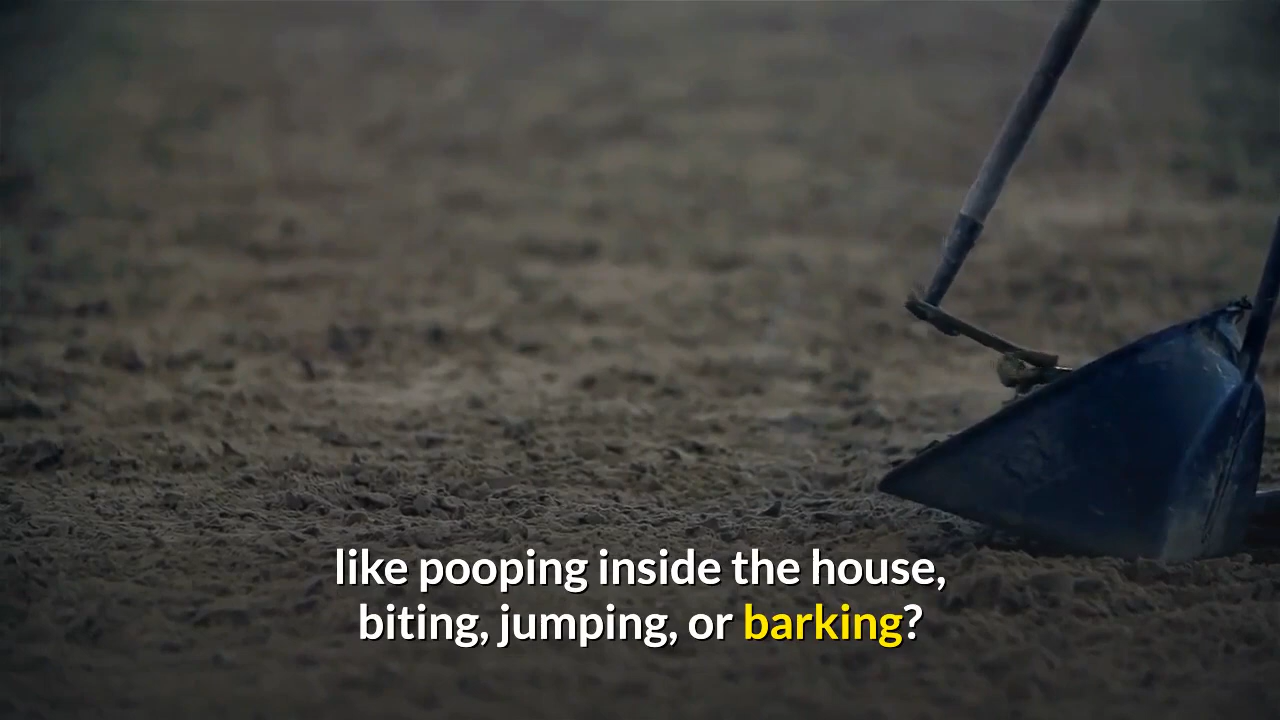 like pooping inside the house,
biting, jumping, or barking?